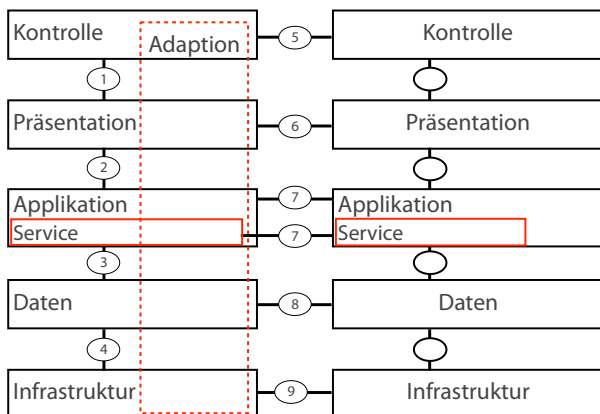 Kontrolle
Adaption
5
Kontrolle
1
Präsentation
6
Präsentation
2
Applikation
7
Applikation
Service
7
Service
3
Daten
8
Daten
4
Infrastruktur
9
Infrastruktur